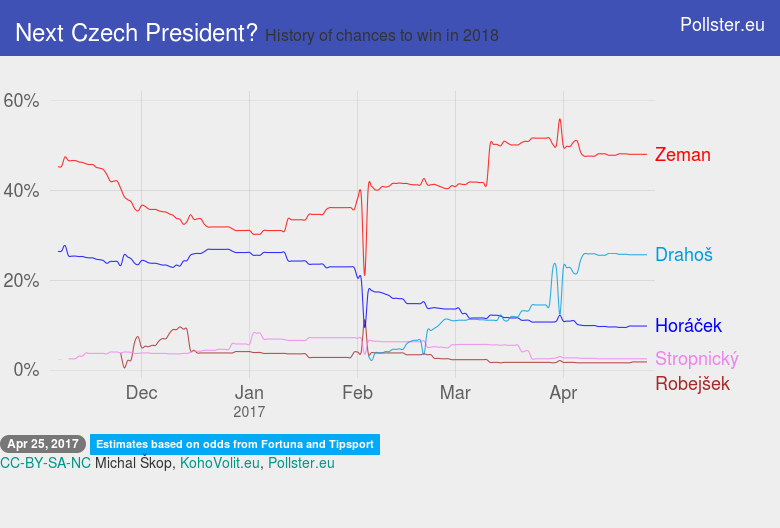 Next Czech President? History of chances to win in 2018
Pollster.eu
60%
40%
20%
0%
Zeman
Drahoš
Horáček
Stropnický
Robejšek
Dec
Jan
Feb
Mar
Apr
2017
Apr 25, 2017 Estimates based on odds from Fortuna and Tipsport
CC-BY-SA-NC Michal Škop, KohoVolit.eu, Pollster.eu